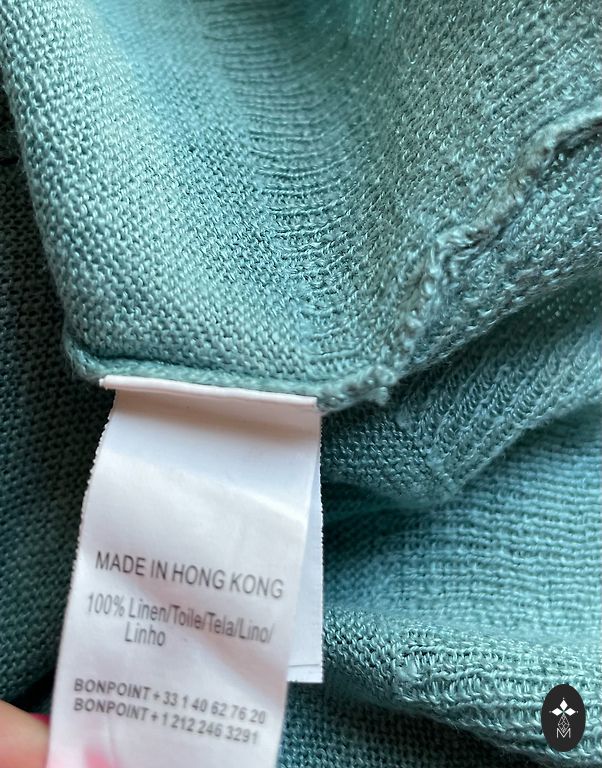 MADE IN HONG KONG
100% Linen/Toile/Tela/Lino/
Linho
BONPOINT + 33 1 40 62 76 20
BONPOINT + 1 212 246 3291